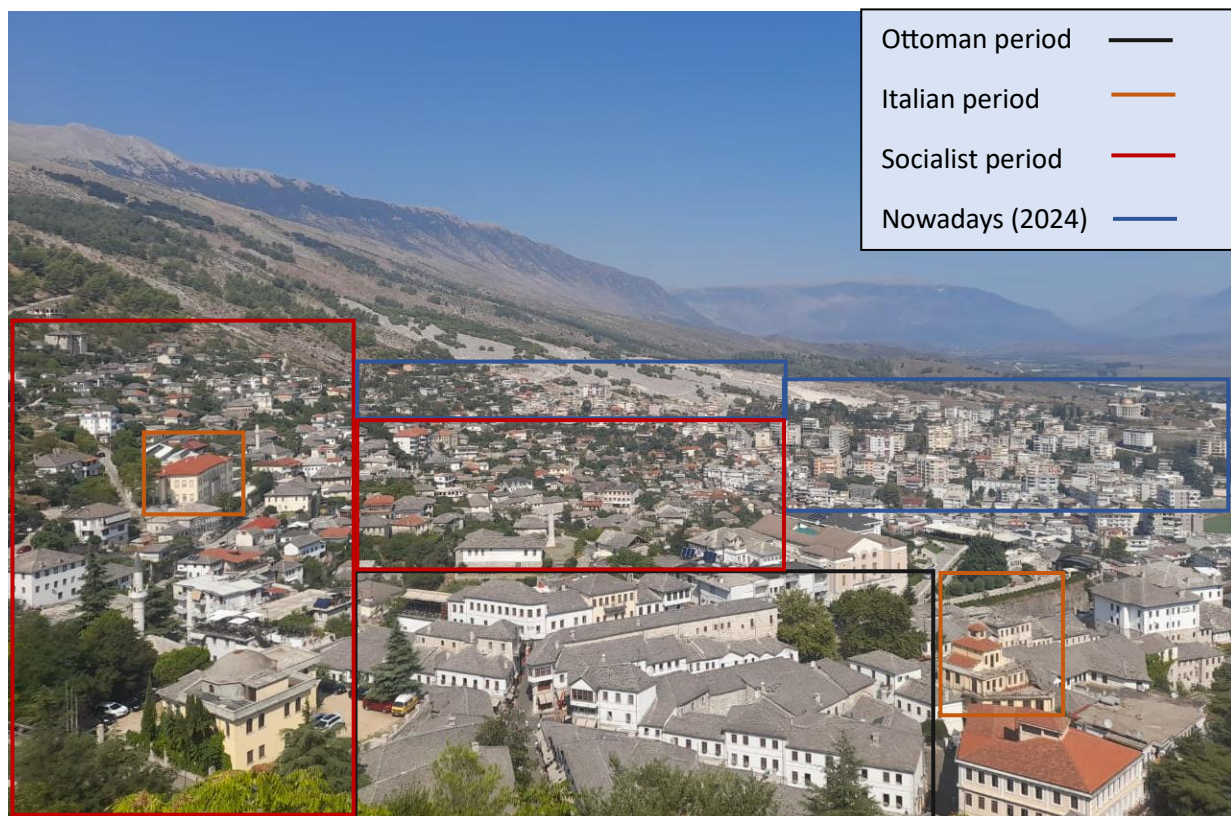 Ottoman period
Italian period
Socialist period
Nowadays (2024)